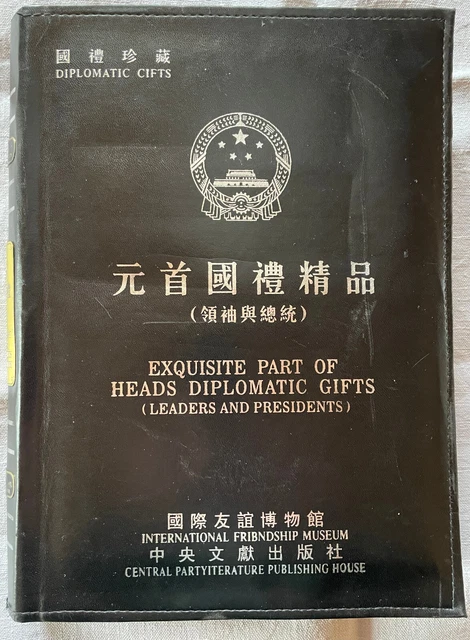 國禮珍藏
DIPLOMATIC CIFTS
元首國禮精品
(領袖與總統)
EXQUISITE PART OF
HEADS DIPLOMATIC GIFTS
(LEADERS AND PRESIDENTS)
國際友誼博物館
INTERNATIONAL FRIBNDSHIP MUSEUM
中央文獻出版社
CENTRAL PARTYITERATURE PUBLISHING HOUSE